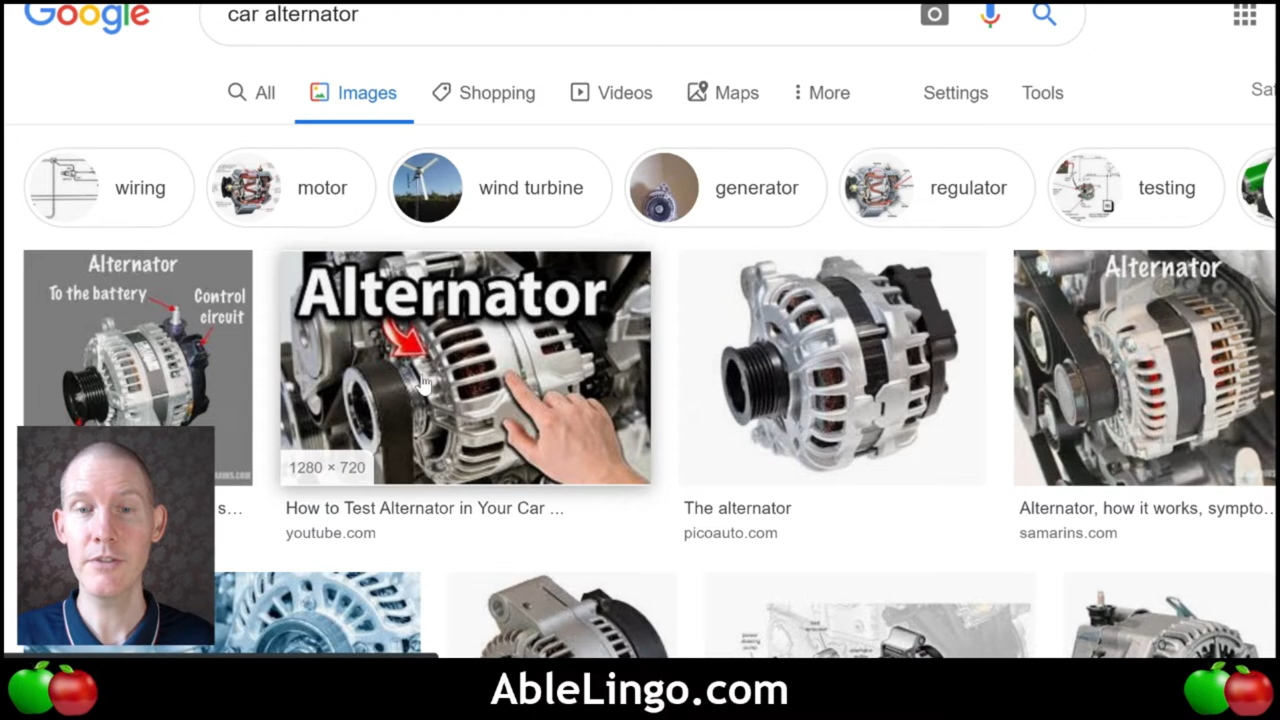 Google
car alternator
All
Images
Shopping
Videos
Maps
More
Settings
Tools
wiring
motor
wind turbine
generator
regulator
testing
Alternator
To the battery
Control
circuit
Alternator
1280 × 720
Alternator
s...
How to Test Alternator in Your Car ...
youtube.com
The alternator
picoauto.com
Alternator, how it works, sympto...
samarins.com
AbleLingo.com